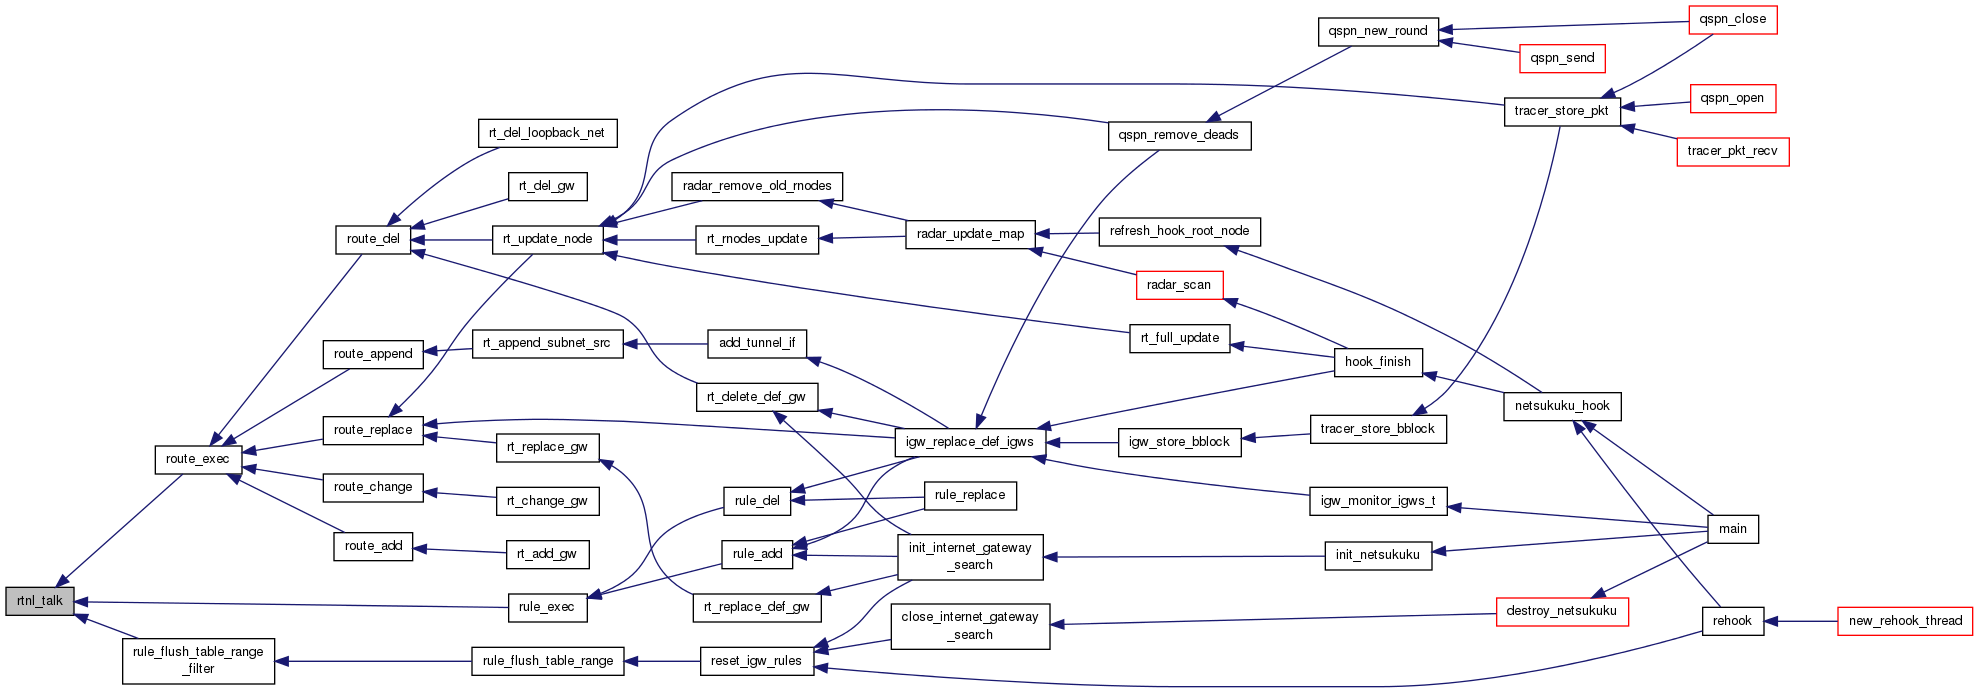 qspn_close
qspn_new_round
qspn_send
qspn_open
tracer_store_pkt
rt_del_loopback_net
qspn_remove_deads
tracer_pkt_recv
rt_del_gw
radar_remove_old_rnodes
route_del
rt_update_node
rt_rnodes_update
radar_update_map
refresh_hook_root_node
radar_scan
rt_full_update
route_append
rt_append_subnet_src
add_tunnel_if
hook_finish
rt_delete_def_gw
netsukuku_hook
route_replace
igw_replace_def_igws
igw_store_bblock
tracer_store_bblock
rt_replace_gw
route_exec
route_change
rt_change_gw
rule_del
rule_replace
igw_monitor_igws_t
main
route_add
rt_add_gw
rule_add
init_internet_gateway
_search
init_netsukuku
rtnl_talk
rule_exec
rt_replace_def_gw
close_internet_gateway
_search
destroy_netsukuku
rehook
new_rehook_thread
rule_flush_table_range
_filter
rule_flush_table_range
reset_igw_rules